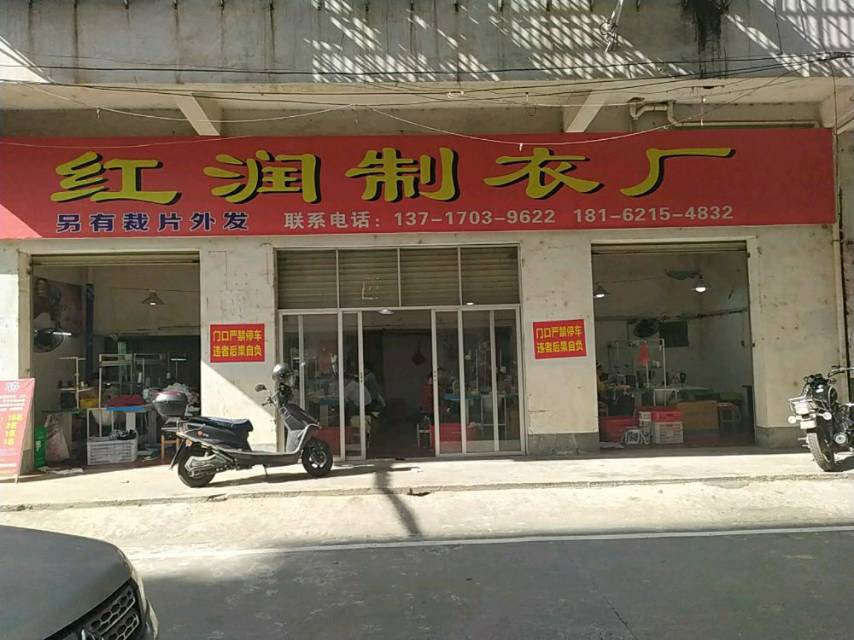 红润制衣厂
另有裁片外发 联系电话：137-1703-9622 181-6215-4832
门口严禁停车
违者后果自负
门口严禁停车
违者后果自负